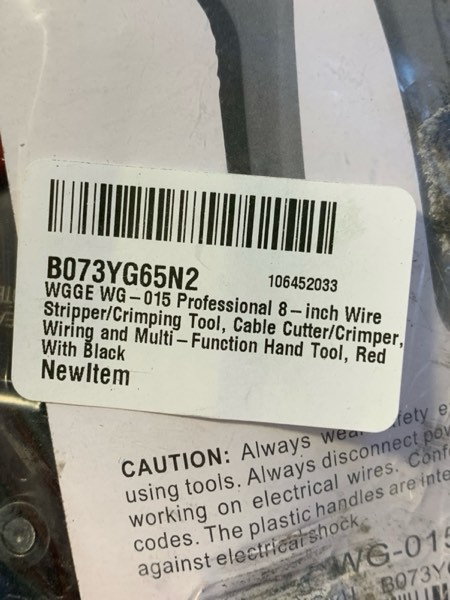 B073YG65N2 106452033
WGGE WG-015 Professional 8-inch Wire
Stripper/Crimping Tool, Cable Cutter/Crimper,
Wiring and Multi-Function Hand Tool, Red
With Black
NewItem
CAUTION: Always
using tools. Always disconnect
working on electrical wires.
codes. The plastic handles are
against electrical shock
WG-015